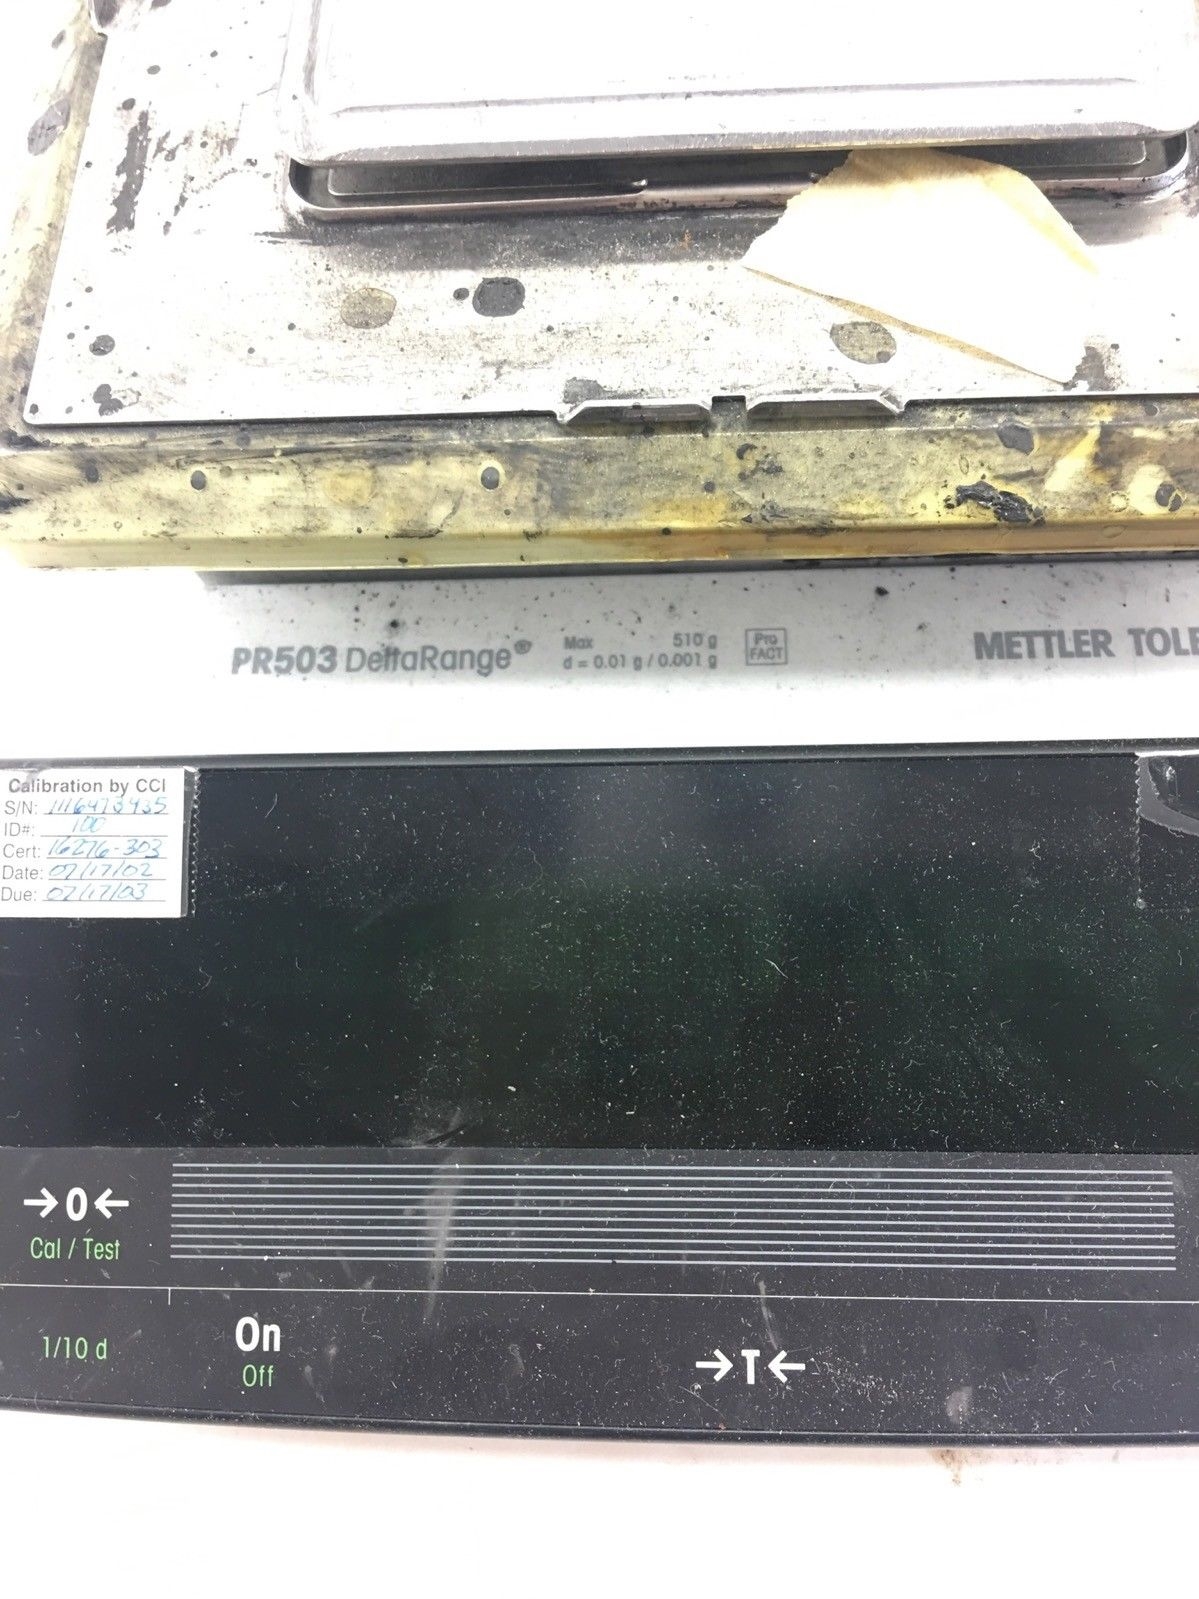 PR503 DeltaRange® Max 510 g
d = 0.01 g / 0.001 g
Pro
FACT
METTLER TOLE
Calibration by CCI
S/N: 1116473435
ID#: 100
Cert: 16276-303
Date: 07/17/02
Due: 07/17/03
→0←
Cal / Test
1/10 d
On
Off
→T←